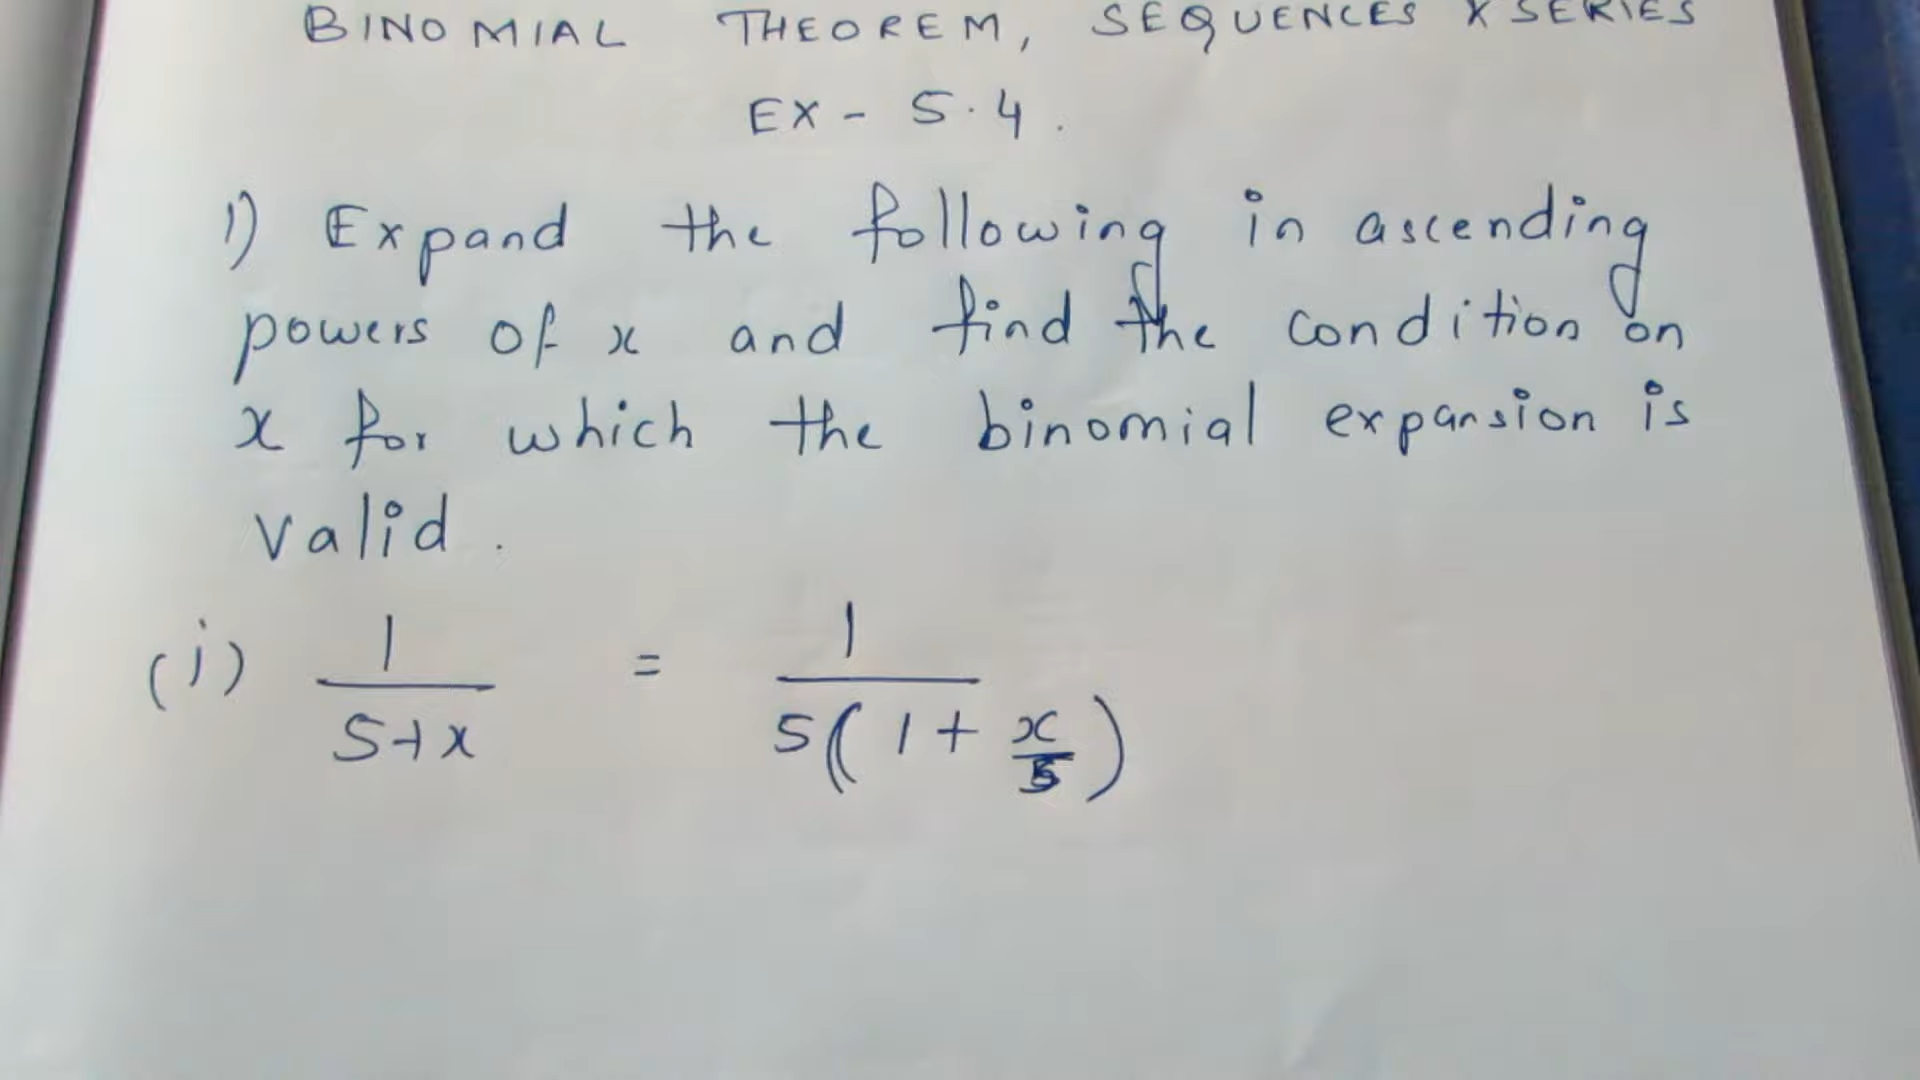 BINOMIAL THEOREM, SEQUENCES & SERIES
EX - 5.4.
1) Expand the following in ascending
powers of x and find the condition on
x for which the binomial expansion is
valid.
(i) 1/(5+x) = 1/(5(1 + x/5))